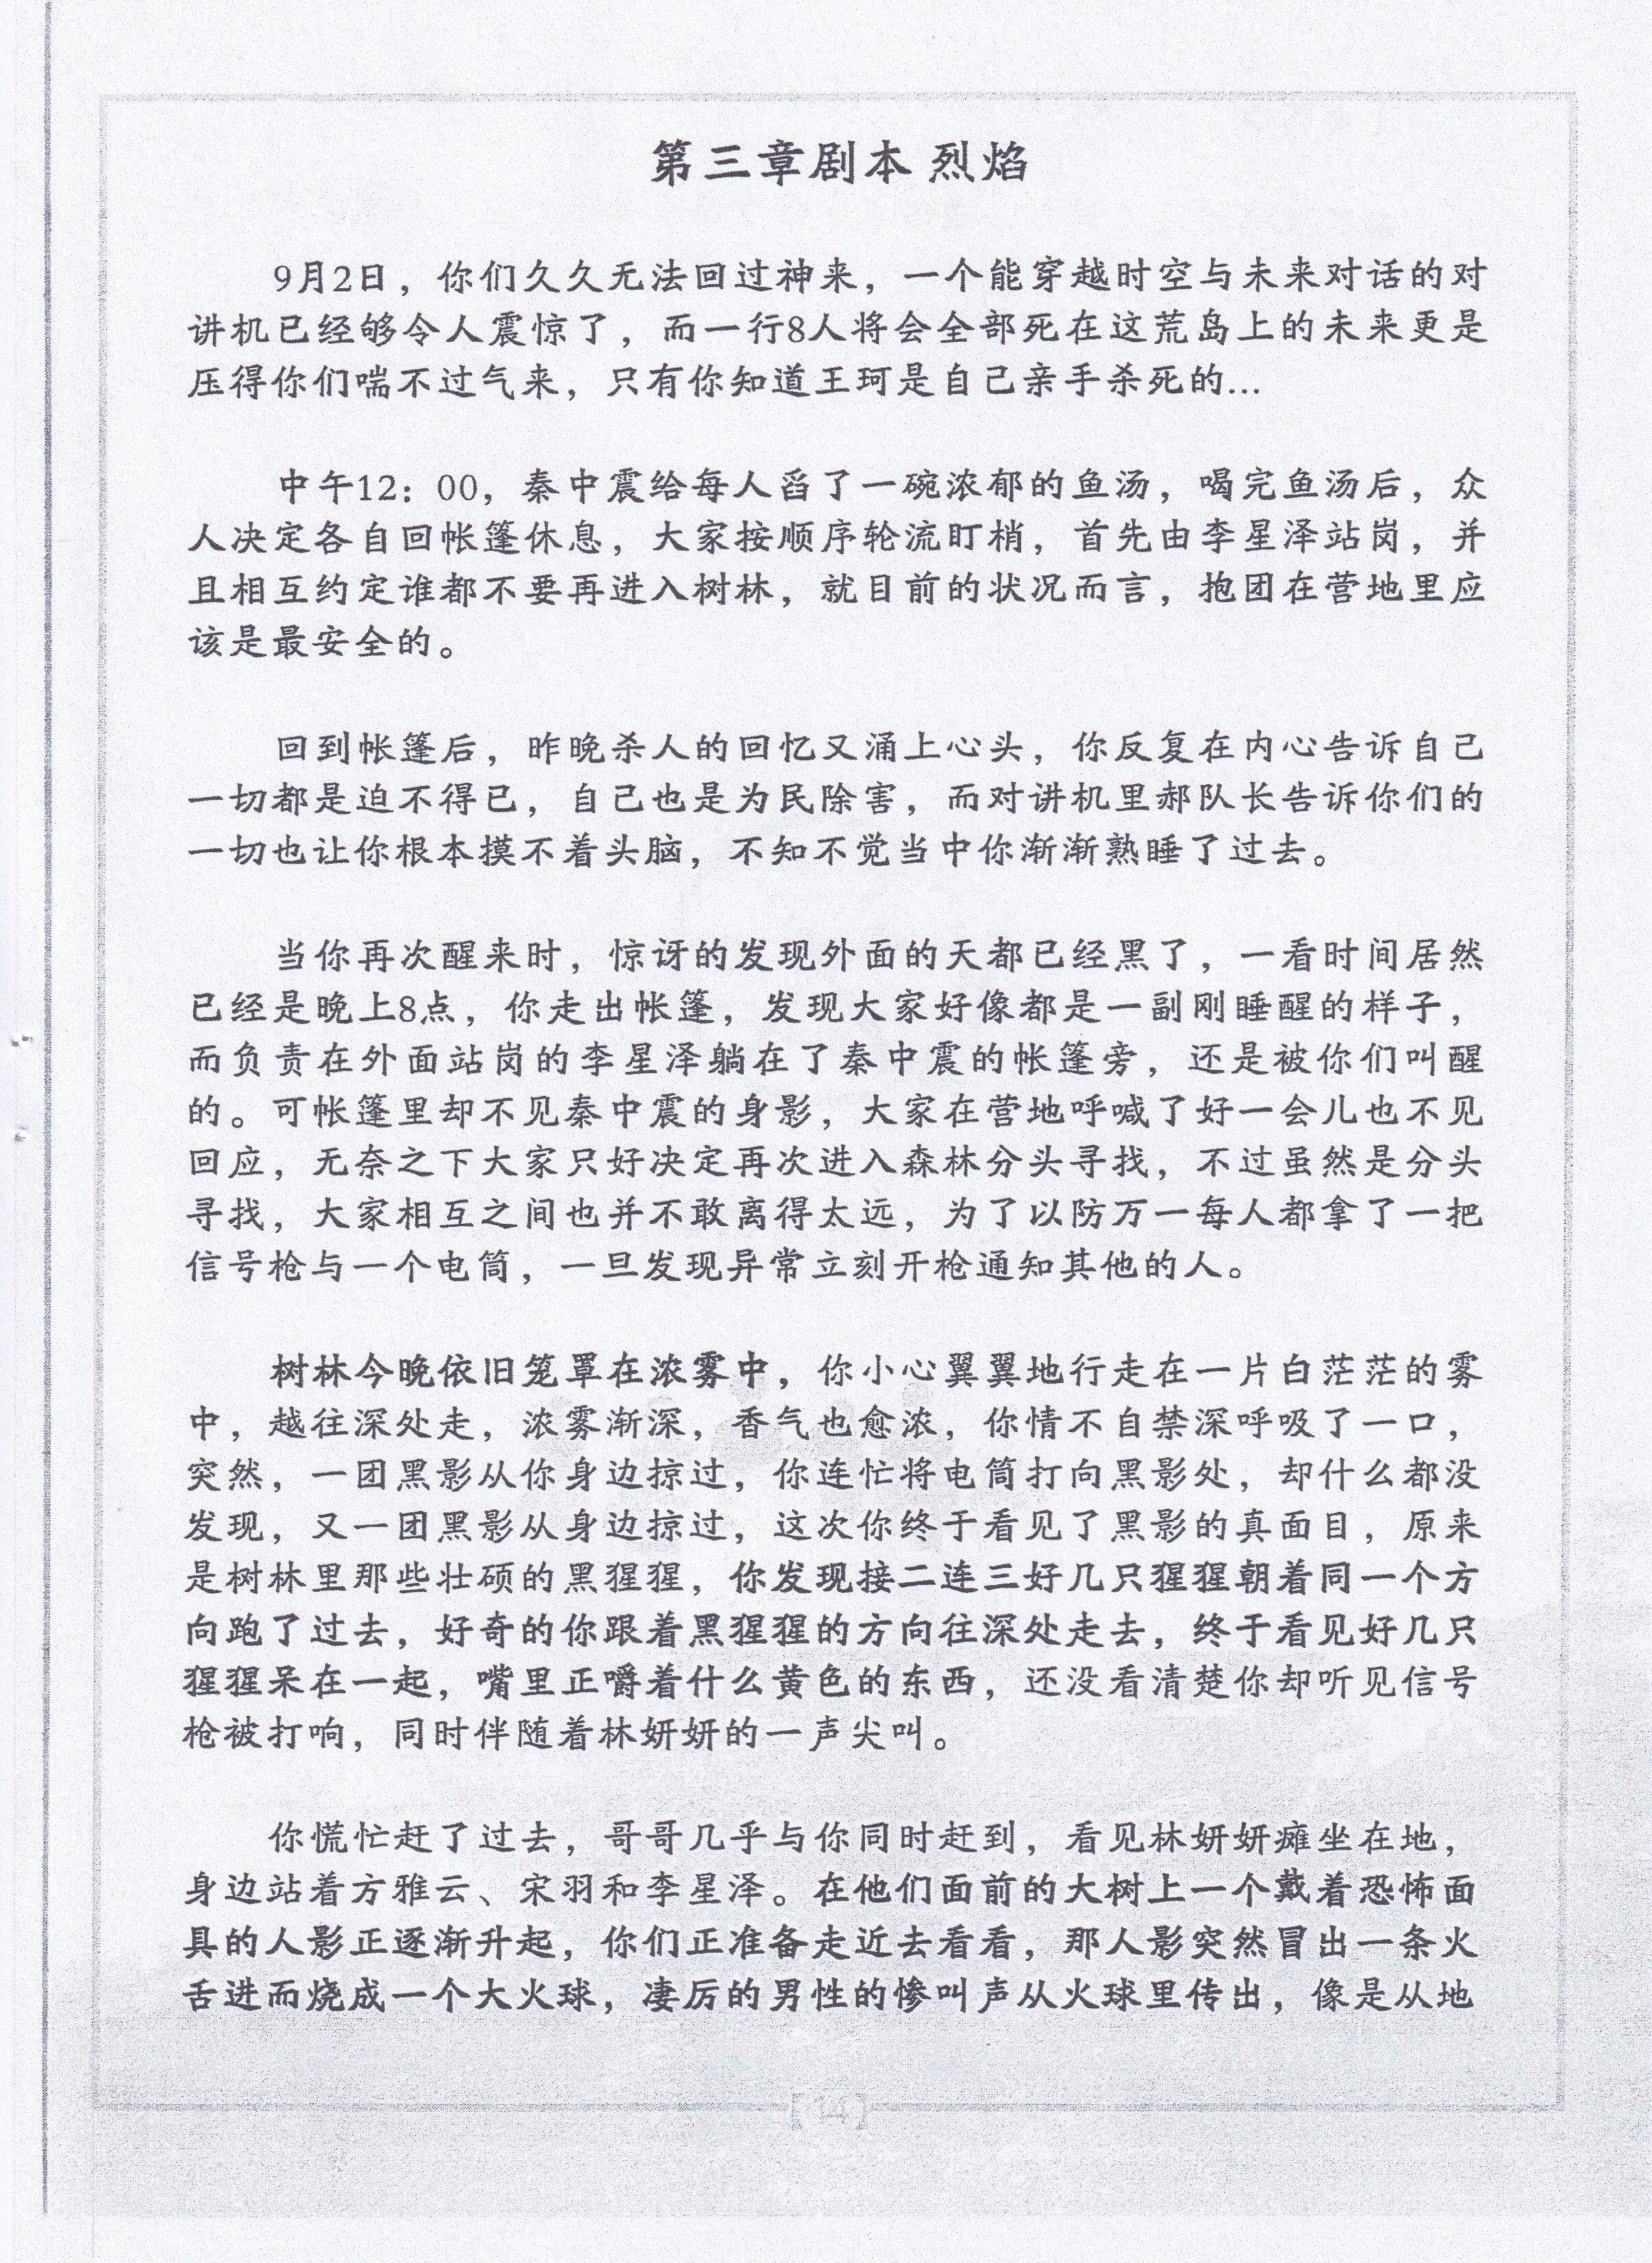 第三章剧本 烈焰
9月2日，你们久久无法回过神来，一个能穿越时空与未来对话的对
讲机已经够令人震惊了，而一行8人将会全部死在这荒岛上的未来更是
压得你们喘不过气来，只有你知道王珂是自己亲手杀死的...
中午12：00，秦中震给每人舀了一碗浓郁的鱼汤，喝完鱼汤后，众
人决定各自回帐篷休息，大家按顺序轮流盯梢，首先由李星泽站岗，并
且相互约定谁都不要再进入树林，就目前的状况而言，抱团在营地里应
该是最安全的。
回到帐篷后，昨晚杀人的回忆又涌上心头，你反复在内心告诉自己
一切都是迫不得已，自己也是为民除害，而对讲机里郝队长告诉你们的
一切也让你根本摸不着头脑，不知不觉当中你渐渐熟睡了过去。
当你再次醒来时，惊讶的发现外面的天都已经黑了，一看时间居然
已经是晚上8点，你走出帐篷，发现大家好像都是一副刚睡醒的样子，
而负责在外面站岗的李星泽躺在了秦中震的帐篷旁，还是被你们叫醒
的。可帐篷里却不见秦中震的身影，大家在营地呼喊了好一会儿也不见
回应，无奈之下大家只好决定再次进入森林分头寻找，不过虽然是分头
寻找，大家相互之间也并不敢离得太远，为了以防万一每人都拿了一把
信号枪与一个电筒，一旦发现异常立刻开枪通知其他的人。
树林今晚依旧笼罩在浓雾中，你小心翼翼地行走在一片白茫茫的雾
中，越往深处走，浓雾渐深，香气也愈浓，你情不自禁深呼吸了一口，
突然，一团黑影从你身边掠过，你连忙将电筒打向黑影处，却什么都没
发现，又一团黑影从身边掠过，这次你终于看见了黑影的真面目，原来
是树林里那些壮硕的黑猩猩，你发现接二连三好几只猩猩朝着同一个方
向跑了过去，好奇的你跟着黑猩猩的方向往深处走去，终于看见好几只
猩猩呆在一起，嘴里正嚼着什么黄色的东西，还没看清楚你却听见信号
枪被打响，同时伴随着林妍妍的一声尖叫。
你慌忙赶了过去，哥哥几乎与你同时赶到，看见林妍妍瘫坐在地，
身边站着方雅云、宋羽和李星泽。在他们面前的大树上一个戴着恐怖面
具的人影正逐渐升起，你们正准备走近去看看，那人影突然冒出一条火
舌进而烧成一个大火球，凄厉的男性的惨叫声从火球里传出，像是从地
[14]